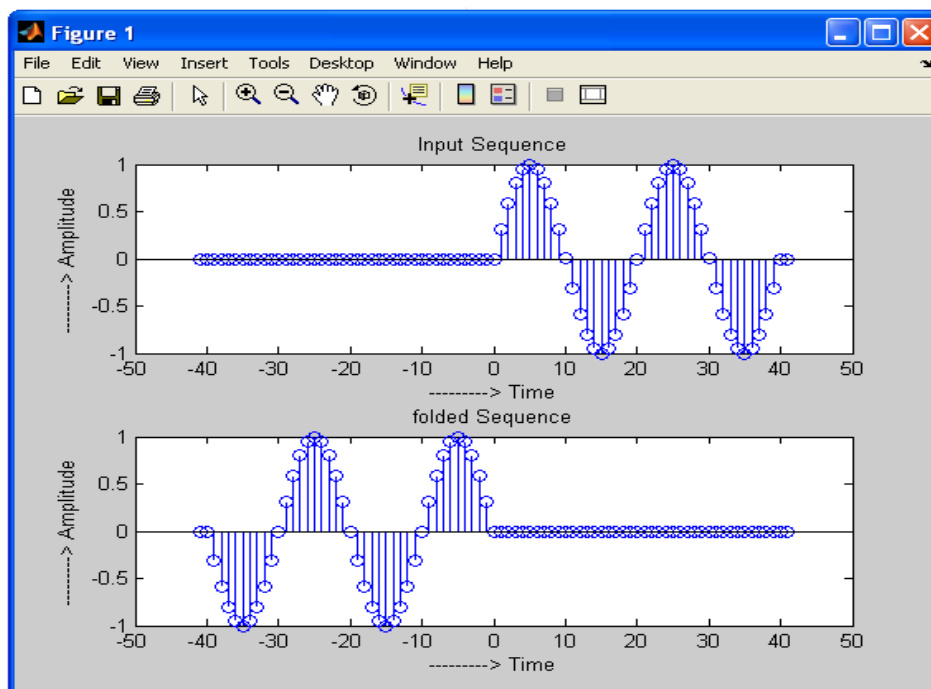 Figure 1
File Edit View Insert Tools Desktop Window Help
Input Sequence
--------> Amplitude
1
0.5
0
-0.5
-1
-50 -40 -30 -20 -10 0 10 20 30 40 50
---------> Time
folded Sequence
--------> Amplitude
1
0.5
0
-0.5
-1
-50 -40 -30 -20 -10 0 10 20 30 40 50
---------> Time